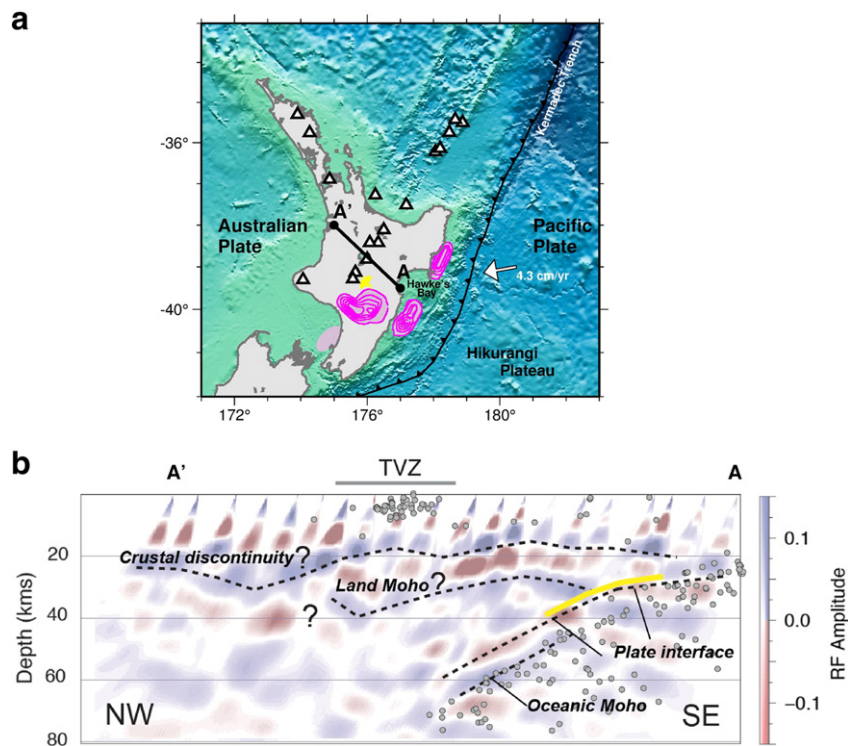 a
Kermadec Trench
-36°
A'
Australian
Plate
Pacific
Plate
A
4.3 cm/yr
Hawke's
Bay
-40°
Hikurangi
Plateau
172°
176°
180°
b
A'
TVZ
A
20
40
60
80
Depth (kms)
Crustal discontinuity ?
Land Moho ?
?
Plate interface
Oceanic Moho
NW
SE
0.1
0.0
-0.1
RF Amplitude